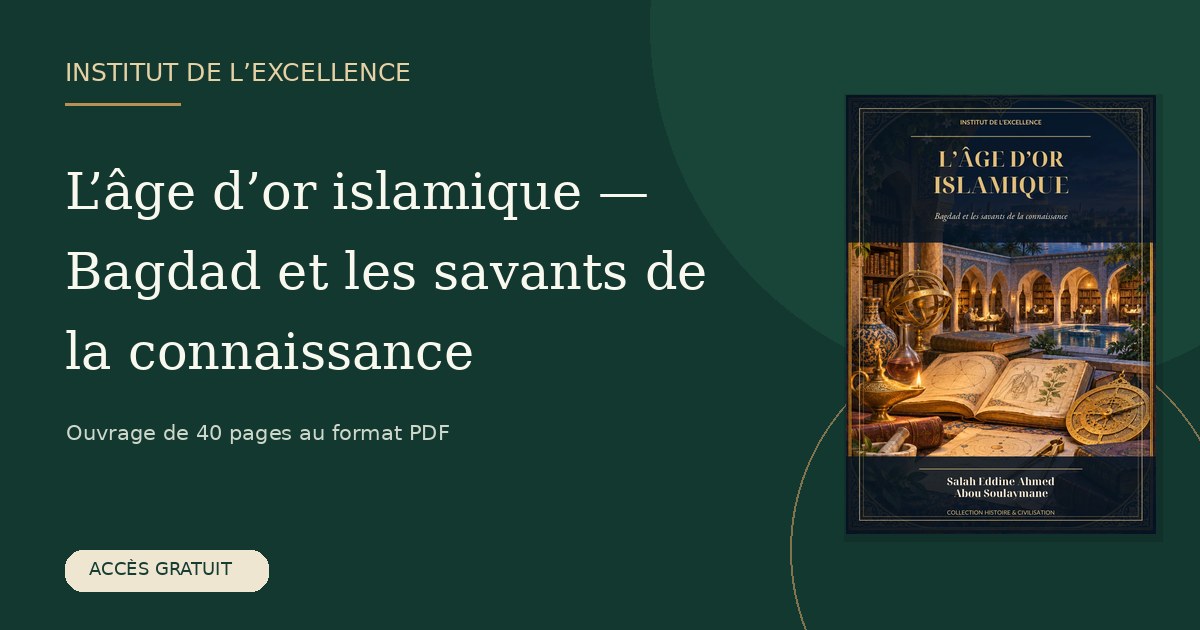 INSTITUT DE L’EXCELLENCE
L’âge d’or islamique —
Bagdad et les savants de
la connaissance
Ouvrage de 40 pages au format PDF
ACCÈS GRATUIT
INSTITUT DE L’EXCELLENCE
L’ÂGE D’OR
ISLAMIQUE
Bagdad et les savants de la connaissance
Salah Eddine Ahmed
Abou Soulaymane
COLLECTION HISTOIRE & CIVILISATION